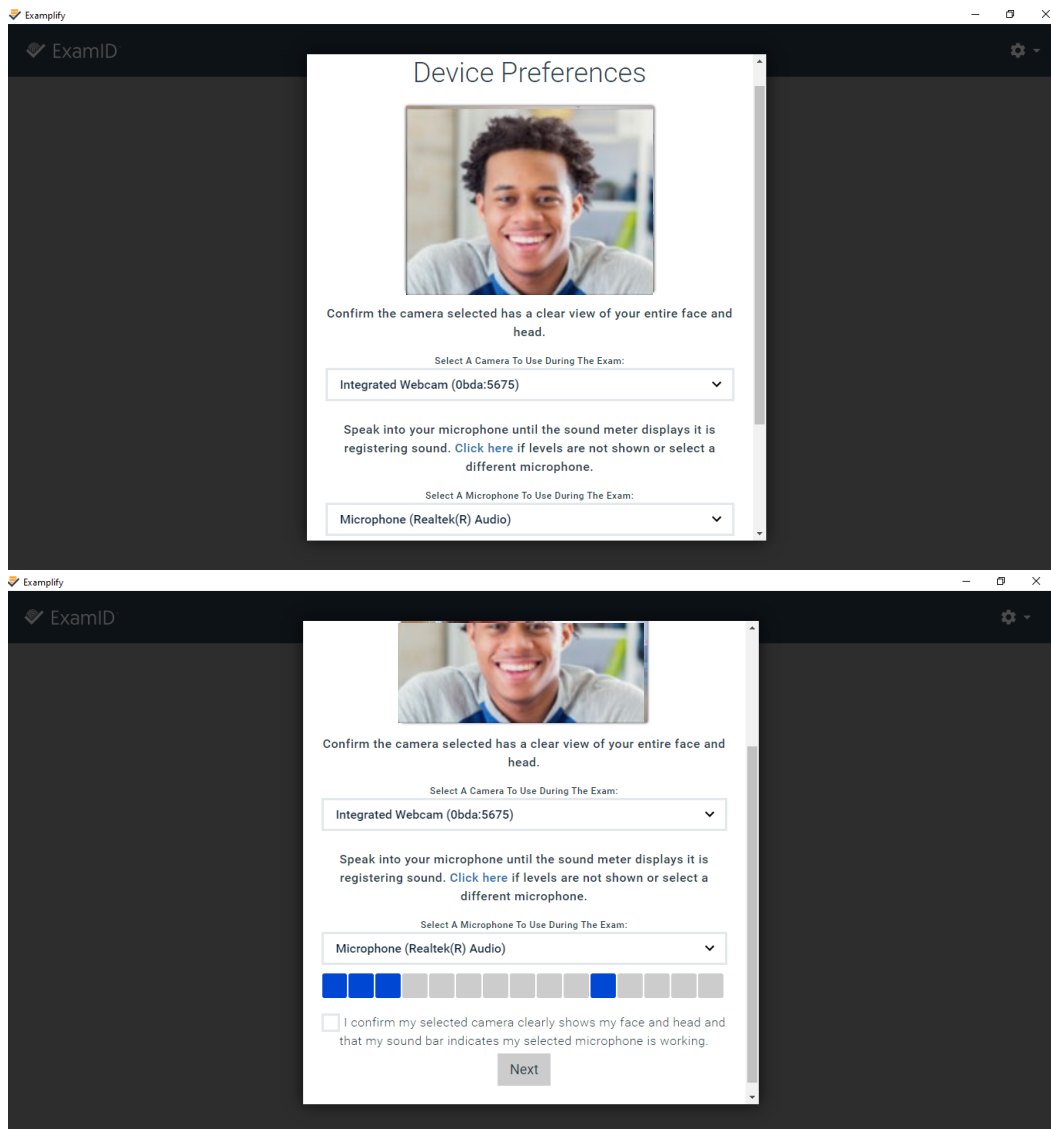 Examplify
ExamID
Device Preferences
Confirm the camera selected has a clear view of your entire face and
head.
Select A Camera To Use During The Exam:
Integrated Webcam (0bda:5675)
Speak into your microphone until the sound meter displays it is
registering sound. Click here if levels are not shown or select a
different microphone.
Select A Microphone To Use During The Exam:
Microphone (Realtek(R) Audio)
Examplify
ExamID
Confirm the camera selected has a clear view of your entire face and
head.
Select A Camera To Use During The Exam:
Integrated Webcam (0bda:5675)
Speak into your microphone until the sound meter displays it is
registering sound. Click here if levels are not shown or select a
different microphone.
Select A Microphone To Use During The Exam:
Microphone (Realtek(R) Audio)
I confirm my selected camera clearly shows my face and head and
that my sound bar indicates my selected microphone is working.
Next